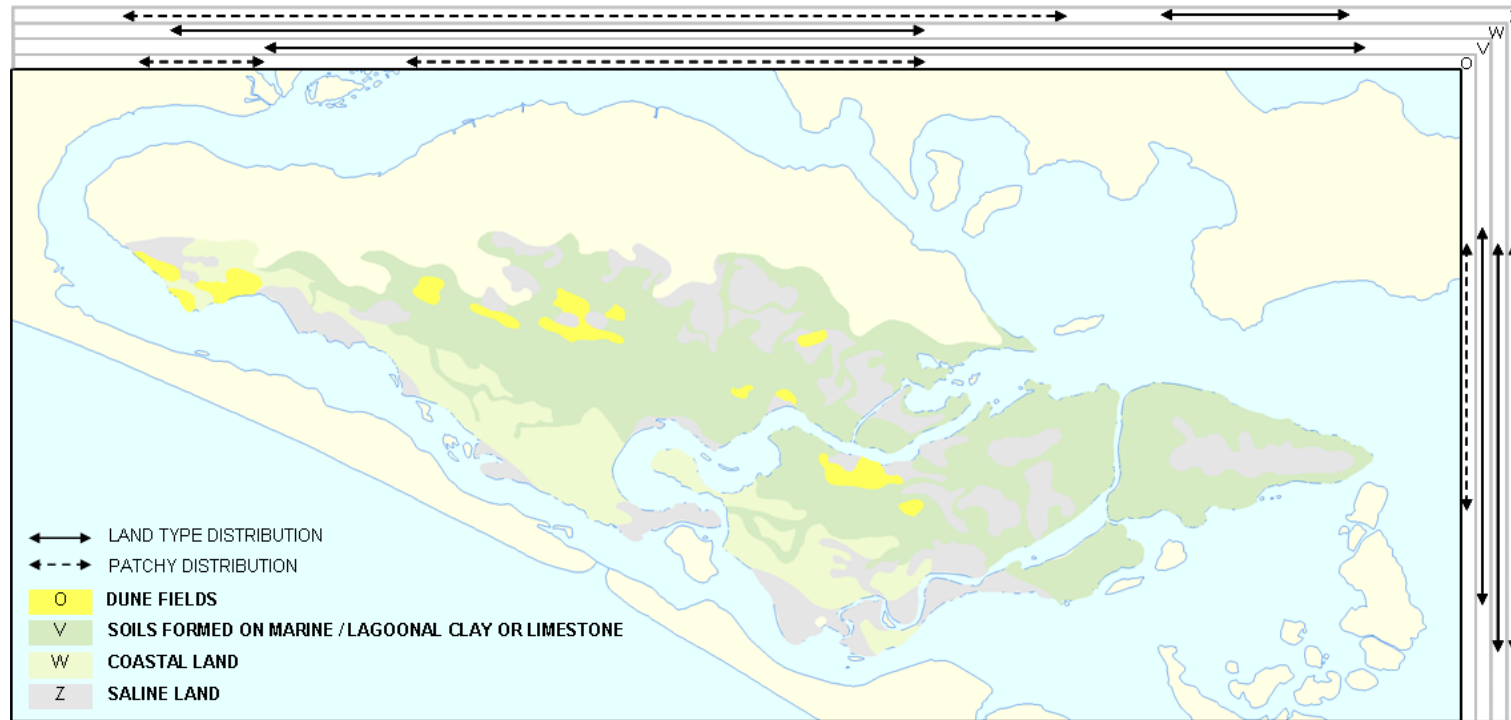 W
V
O
LAND TYPE DISTRIBUTION
PATCHY DISTRIBUTION
O DUNE FIELDS
V SOILS FORMED ON MARINE / LAGOONAL CLAY OR LIMESTONE
W COASTAL LAND
Z SALINE LAND